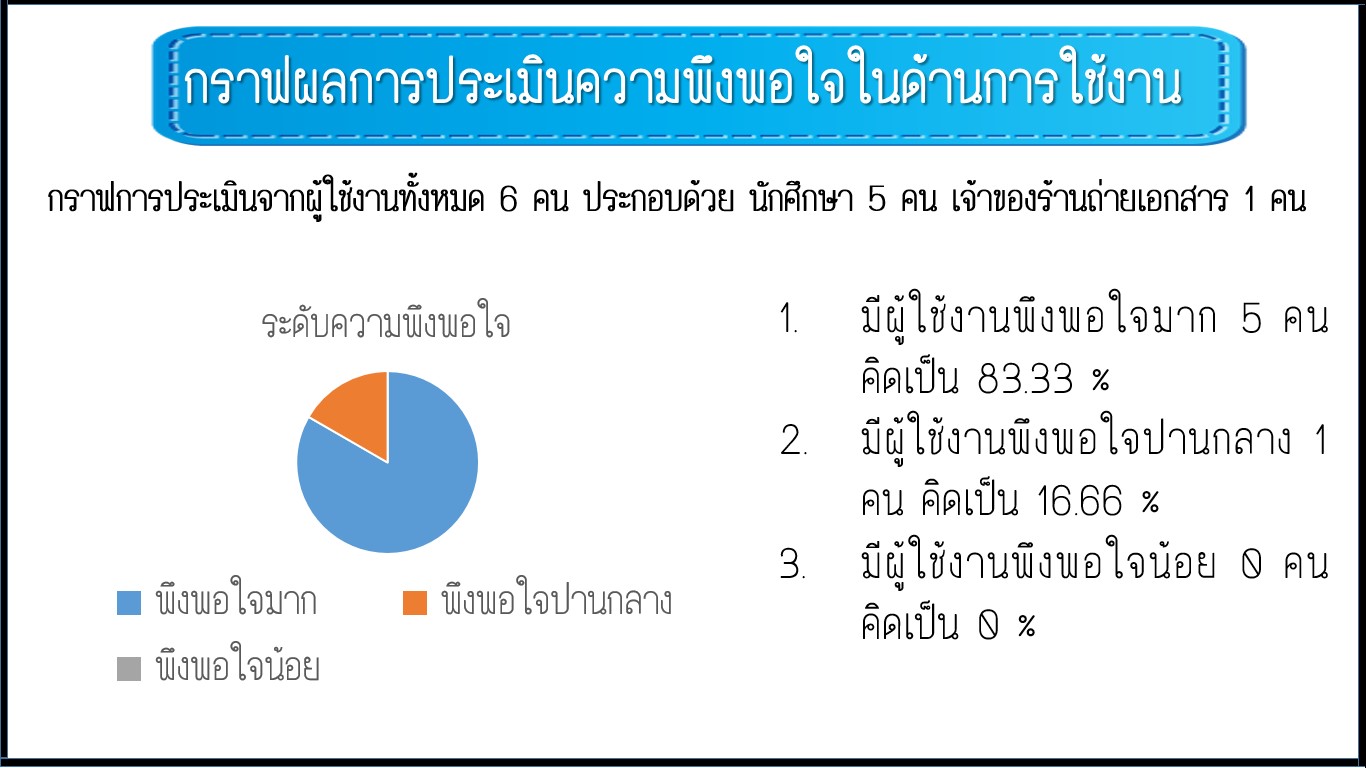 กราฟผลการประเมินความพึงพอใจในด้านการใช้งาน
กราฟการประเมินจากผู้ใช้งานทั้งหมด 6 คน ประกอบด้วย นักศึกษา 5 คน เจ้าของร้านถ่ายเอกสาร 1 คน
ระดับความพึงพอใจ
พึงพอใจมาก
พึงพอใจปานกลาง
พึงพอใจน้อย
1. มีผู้ใช้งานพึงพอใจมาก 5 คน
คิดเป็น 83.33 %
2. มีผู้ใช้งานพึงพอใจปานกลาง 1
คน คิดเป็น 16.66 %
3. มีผู้ใช้งานพึงพอใจน้อย 0 คน
คิดเป็น 0 %